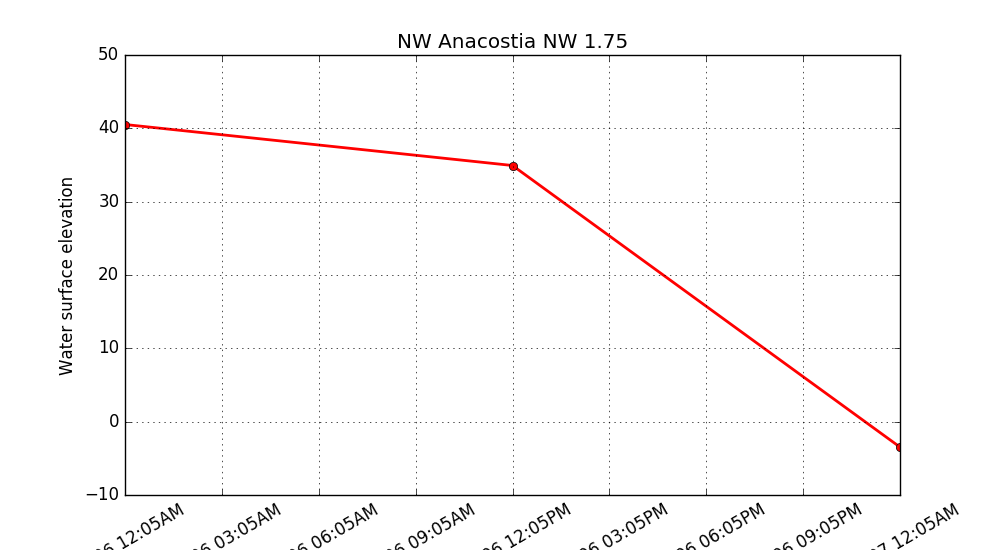 NW Anacostia NW 1.75
50
40
30
20
10
0
−10
Water surface elevation
06 12:05AM
06 03:05AM
06 06:05AM
06 09:05AM
06 12:05PM
06 03:05PM
06 06:05PM
06 09:05PM
07 12:05AM